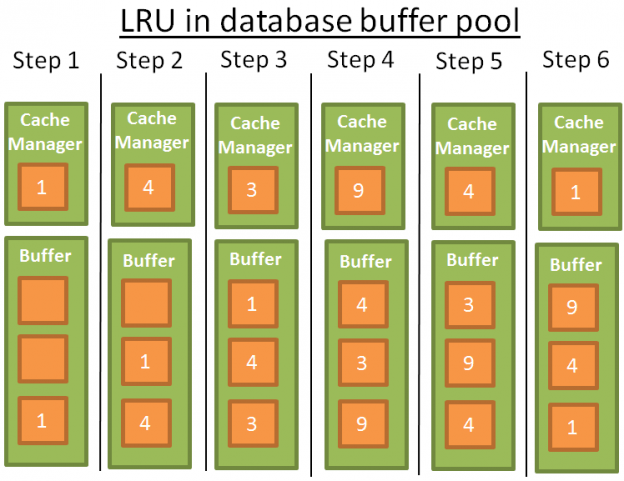 LRU in database buffer pool
Step 1
Step 2
Step 3
Step 4
Step 5
Step 6
Cache
Manager
1
Cache
Manager
4
Cache
Manager
3
Cache
Manager
9
Cache
Manager
4
Cache
Manager
1
Buffer
1
Buffer
1
4
Buffer
1
4
3
Buffer
4
3
9
Buffer
3
9
4
Buffer
9
4
1